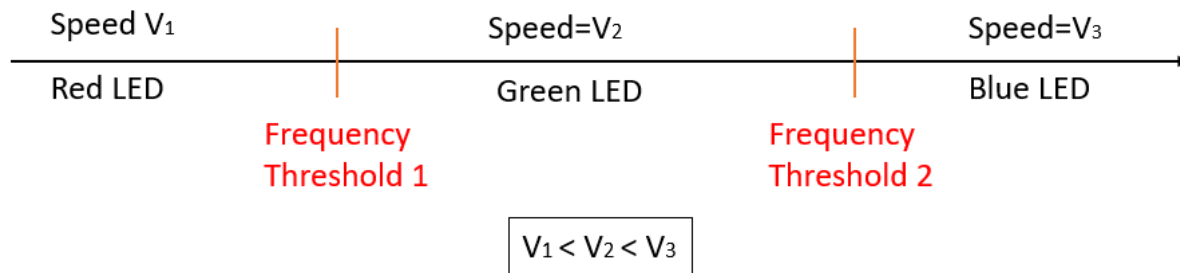 Speed V₁
Speed=V₂
Speed=V₃
Red LED
Green LED
Blue LED
Frequency
Threshold 1
Frequency
Threshold 2
V₁ < V₂ < V₃